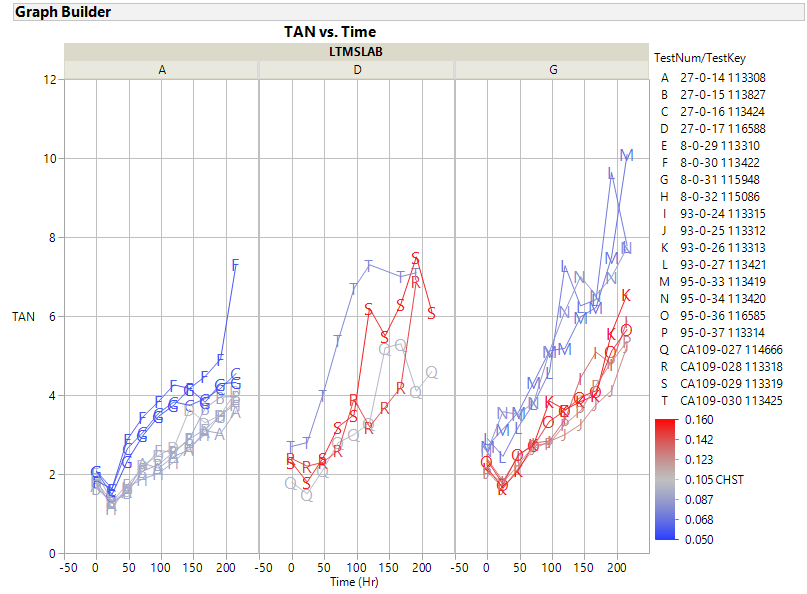 Graph Builder
TAN vs. Time
LTMSLAB
A D G
TAN
12
10
8
6
4
2
0
-50 0 50 100 150 200 -50 0 50 100 150 200 -50 0 50 100 150 200
Time (Hr)
TestNum/TestKey
A 27-0-14 113308
B 27-0-15 113827
C 27-0-16 113424
D 27-0-17 116588
E 8-0-29 113310
F 8-0-30 113422
G 8-0-31 115948
H 8-0-32 115086
I 93-0-24 113315
J 93-0-25 113312
K 93-0-26 113313
L 93-0-27 113421
M 95-0-33 113419
N 95-0-34 113420
O 95-0-36 116585
P 95-0-37 113314
Q CA109-027 114666
R CA109-028 113318
S CA109-029 113319
T CA109-030 113425
0.160
0.142
0.123
0.105 CHST
0.087
0.068
0.050